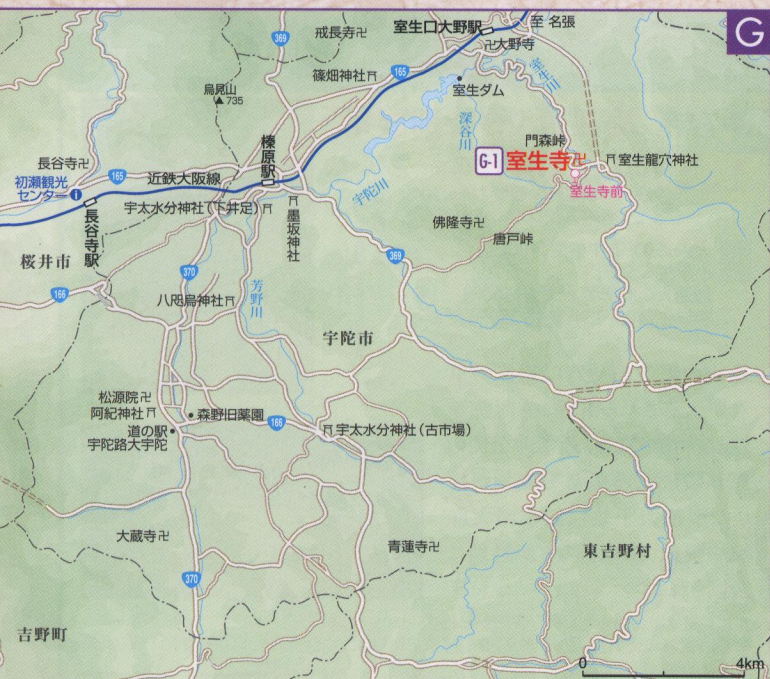 G
至 名張
室生口大野駅
卍大野寺
戒長寺卍
369
篠畑神社
165
室生ダム
室生川
深谷川
鳥見山
▲735
門森峠
G-1 室生寺卍
室生龍穴神社
室生寺前
榛原駅
長谷寺卍
165
近鉄大阪線
初瀬観光
センター
長谷寺駅
宇太水分神社(下井足)
墨坂神社
宇陀川
佛隆寺卍
唐戸峠
桜井市
166
370
369
八咫烏神社
芳野川
宇陀市
松源院卍
阿紀神社
森野旧薬園
道の駅
宇陀路大宇陀
166
宇太水分神社(古市場)
大蔵寺卍
青蓮寺卍
東吉野村
370
吉野町
0 4km